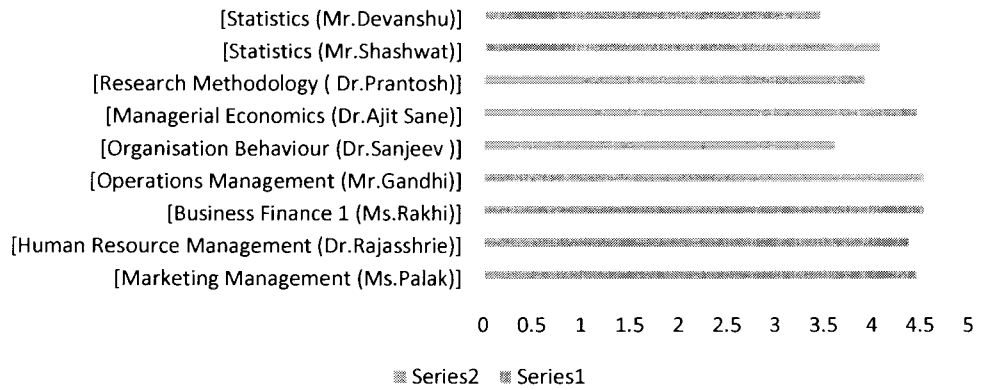 [Statistics (Mr.Devanshu)]
[Statistics (Mr.Shashwat)]
[Research Methodology ( Dr.Prantosh)]
[Managerial Economics (Dr.Ajit Sane)]
[Organisation Behaviour (Dr.Sanjeev )]
[Operations Management (Mr.Gandhi)]
[Business Finance 1 (Ms.Rakhi)]
[Human Resource Management (Dr.Rajasshrie)]
[Marketing Management (Ms.Palak)]
0 0.5 1 1.5 2 2.5 3 3.5 4 4.5 5
Series2 Series1